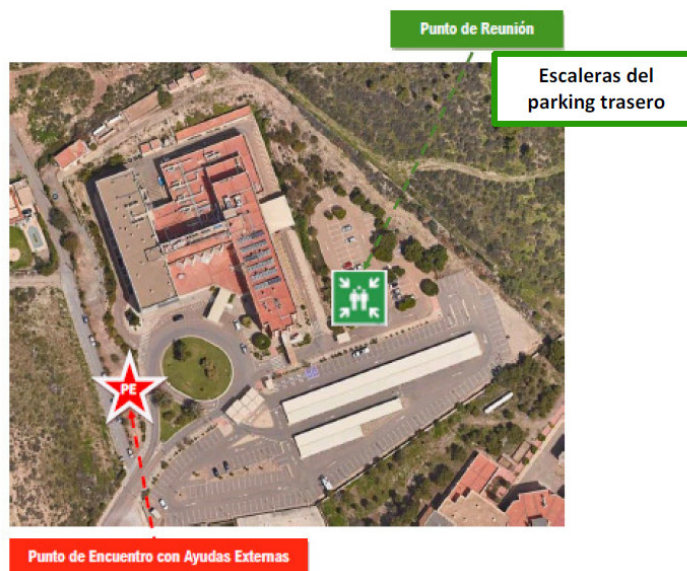 Punto de Reunión
Escaleras del
parking trasero
PE
Punto de Encuentro con Ayudas Externas